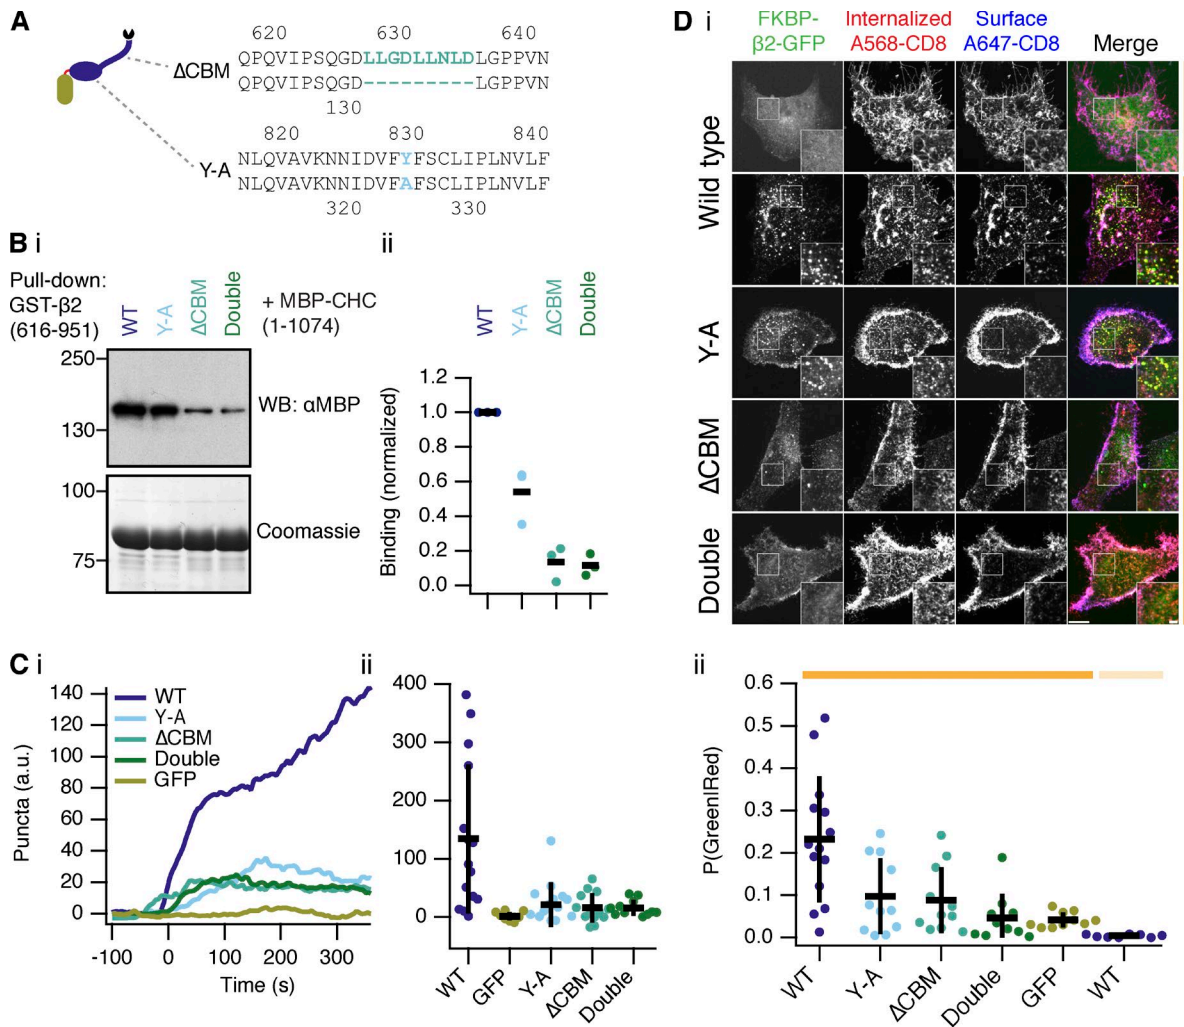 A
620 630 640
ΔCBM QPQVIPSQGDLLGDLLNLDLGPPVN
QPQVIPSQGD---------LGPPVN
130
820 830 840
Y-A NLQVAVKNNIDVFYFSCLIPLNVLF
NLQVAVKNNIDVFAFSCLIPLNVLF
320 330
B i
Pull-down:
GST-β2
(616-951)
WT
Y-A
ΔCBM
Double
+ MBP-CHC
(1-1074)
250
130
WB: αMBP
100
75
Coomassie
ii
WT
Y-A
ΔCBM
Double
Binding (normalized)
1.2
1.0
0.8
0.6
0.4
0.2
0.0
C i
Puncta (a.u.)
140
120
100
80
60
40
20
0
WT
Y-A
ΔCBM
Double
GFP
-100 0 100 200 300
Time (s)
ii
400
300
200
100
0
WT
GFP
Y-A
ΔCBM
Double
D i
FKBP-
β2-GFP
Internalized
A568-CD8
Surface
A647-CD8
Merge
Wild type
Y-A
ΔCBM
Double
ii
P(Green|Red)
0.6
0.5
0.4
0.3
0.2
0.1
0.0
WT
Y-A
ΔCBM
Double
GFP
WT